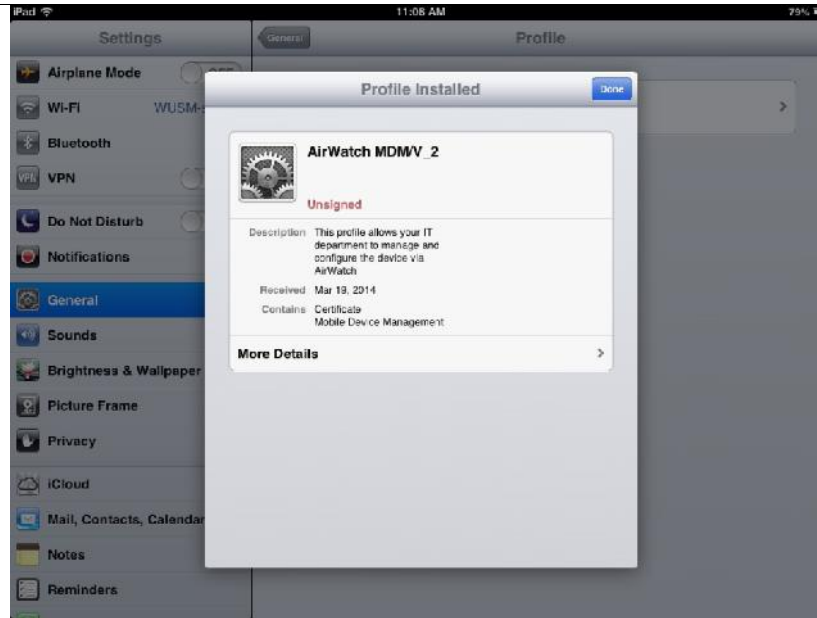 iPad
11:08 AM
79%
Settings
General
Profile
Airplane Mode
OFF
Wi-Fi
WUSM-
Bluetooth
VPN
VPN
Do Not Disturb
Notifications
General
Sounds
Brightness & Wallpaper
Picture Frame
Privacy
iCloud
Mail, Contacts, Calendar
Notes
Reminders
Profile Installed
Done
AirWatch MDM/V_2
Unsigned
Description This profile allows your IT
department to manage and
configure the device via
AirWatch
Received Mar 19, 2014
Contains Certificate
Mobile Device Management
More Details